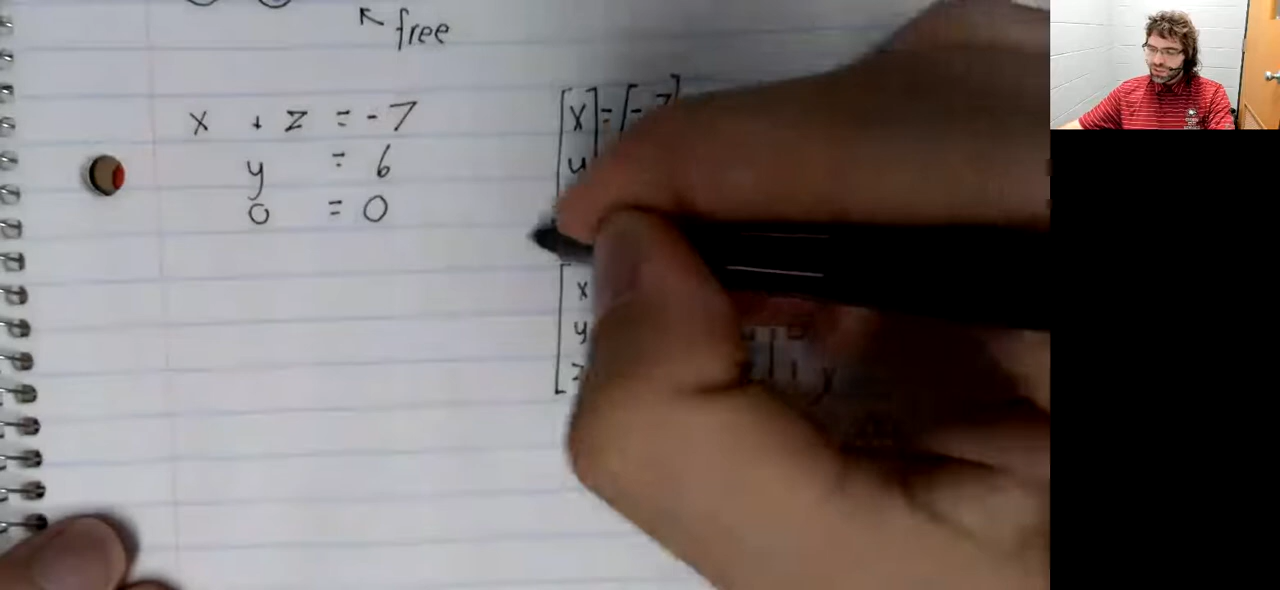 free
x + z = -7
y = 6
0 = 0
[x] = [-7]
y
[x
y
z